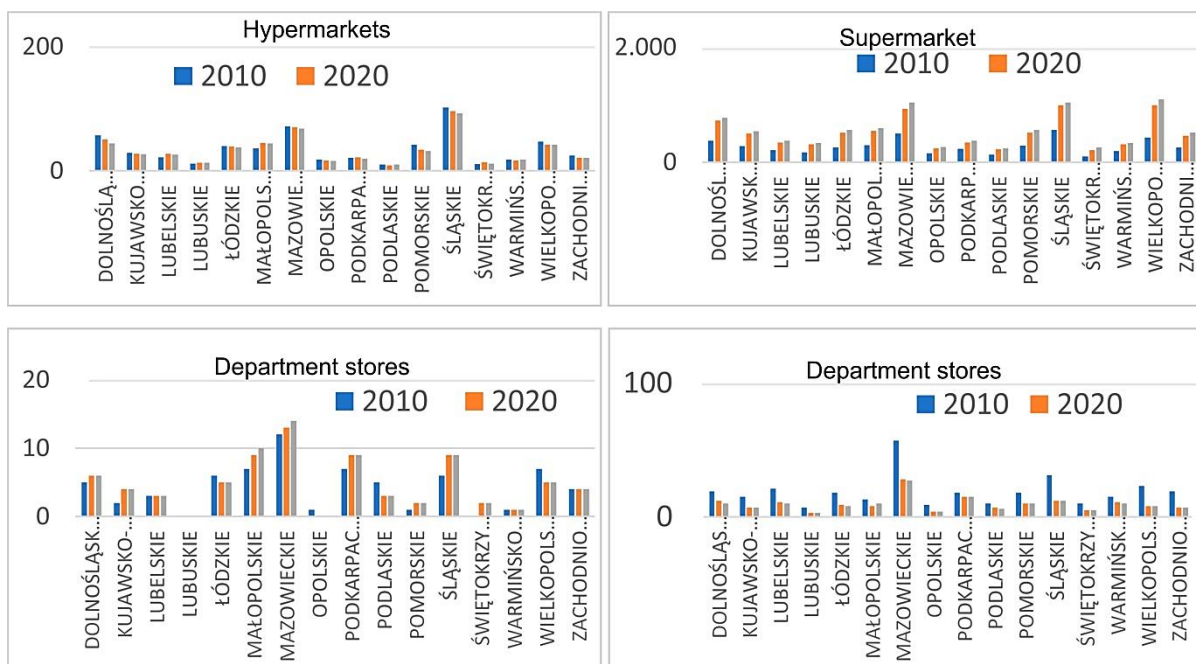 Hypermarkets
200
2010 2020
0
DOLNOŚLĄ...
KUJAWSKO...
LUBELSKIE
LUBUSKIE
ŁÓDZKIE
MAŁOPOLS...
MAZOWIE...
OPOLSKIE
PODKARPA...
PODLASKIE
POMORSKIE
ŚLĄSKIE
ŚWIĘTOKR...
WARMIŃS...
WIELKOPO...
ZACHODNI...
Supermarket
2.000
2010 2020
0
DOLNOŚL...
KUJAWSK...
LUBELSKIE
LUBUSKIE
ŁÓDZKIE
MAŁOPOL...
MAZOWIE...
OPOLSKIE
PODKARP...
PODLASKIE
POMORSKIE
ŚLĄSKIE
ŚWIĘTOKR...
WARMIŃS...
WIELKOPO...
ZACHODNI...
Department stores
20
2010 2020
10
0
DOLNOŚLĄSK...
KUJAWSKO-...
LUBELSKIE
LUBUSKIE
ŁÓDZKIE
MAŁOPOLSKIE
MAZOWIECKIE
OPOLSKIE
PODKARPAC...
PODLASKIE
POMORSKIE
ŚLĄSKIE
ŚWIĘTOKRZY...
WARMIŃSKO...
WIELKOPOLS...
ZACHODNIO...
Department stores
100
2010 2020
0
DOLNOŚLĄS...
KUJAWSKO-
LUBELSKIE
LUBUSKIE
ŁÓDZKIE
MAŁOPOLSKIE
MAZOWIECKIE
OPOLSKIE
PODKARPAC...
PODLASKIE
POMORSKIE
ŚLĄSKIE
ŚWIĘTOKRZY
WARMIŃSK...
WIELKOPOLS...
ZACHODNIO...